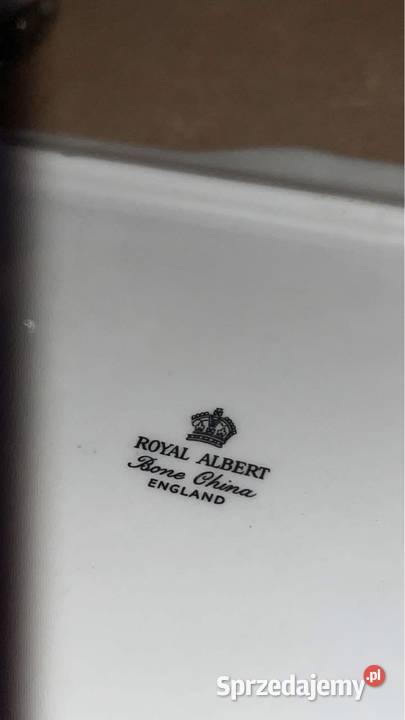 ROYAL ALBERT
Bone China
ENGLAND
Sprzedajemy.pl